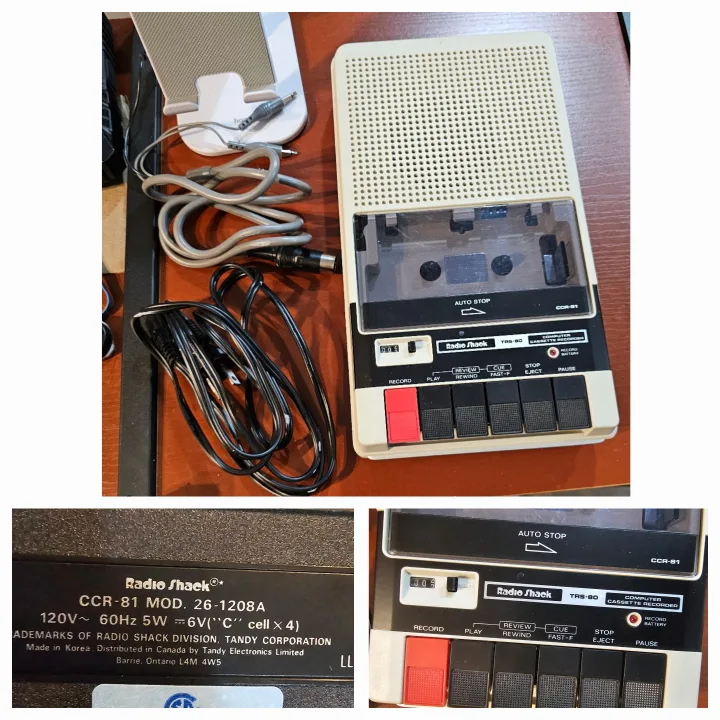 AUTO STOP
CCR-81
Radio Shack TRS-80 COMPUTER CASSETTE RECORDER
RECORD BATTERY
RECORD PLAY REVIEW REWIND CUE FAST-F STOP EJECT PAUSE
Radio Shack®*
CCR-81 MOD. 26-1208A
120V~ 60Hz 5W ⎓6V("C" cell × 4)
ADEMARKS OF RADIO SHACK DIVISION, TANDY CORPORATION
Made in Korea Distributed in Canada by Tandy Electronics Limited
Barrie, Ontario L4M 4W5
LL
AUTO STOP
CCR-81
Radio Shack TRS-80 COMPUTER CASSETTE RECORDER
RECORD BATTERY
RECORD PLAY REVIEW REWIND CUE FAST-F STOP EJECT PAUSE